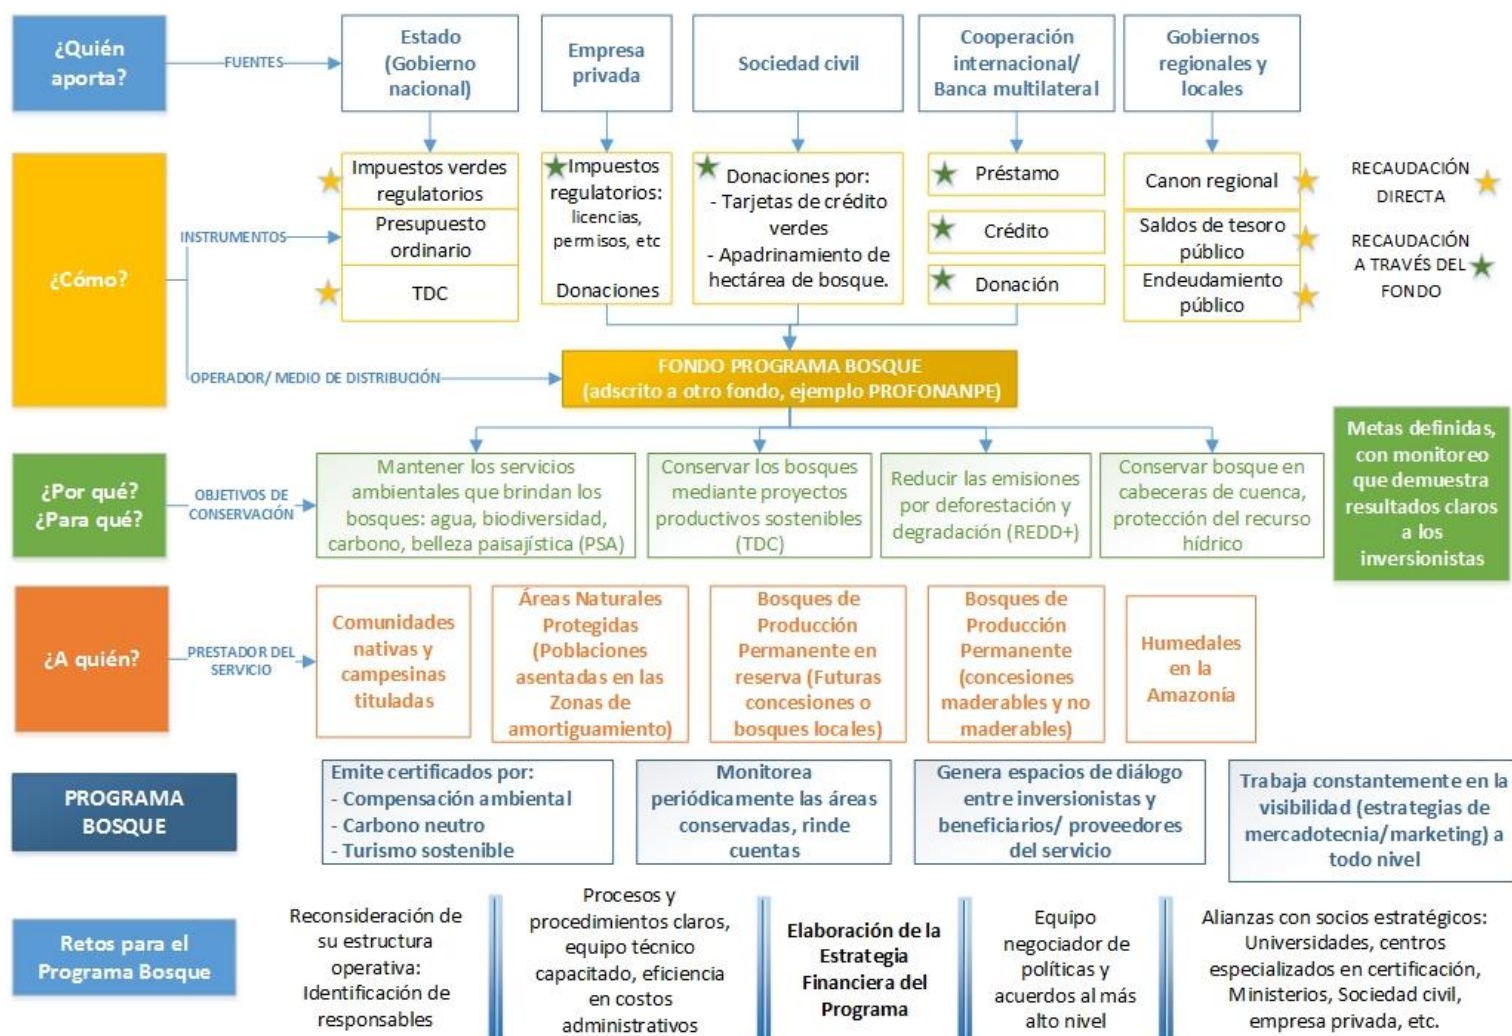 ¿Quién
aporta?
FUENTES
Estado
(Gobierno
nacional)
Empresa
privada
Sociedad civil
Cooperación
internacional/
Banca multilateral
Gobiernos
regionales y
locales
¿Cómo?
INSTRUMENTOS
Impuestos verdes
regulatorios
Presupuesto
ordinario
TDC
Impuestos
regulatorios:
licencias,
permisos, etc
Donaciones
Donaciones por:
- Tarjetas de crédito
verdes
- Apadrinamiento de
hectárea de bosque.
Préstamo
Crédito
Donación
Canon regional
Saldos de tesoro
público
Endeudamiento
público
RECAUDACIÓN
DIRECTA
RECAUDACIÓN
A TRAVÉS DEL
FONDO
OPERADOR/ MEDIO DE DISTRIBUCIÓN
FONDO PROGRAMA BOSQUE
(adscrito a otro fondo, ejemplo PROFONANPE)
¿Por qué?
¿Para qué?
OBJETIVOS DE
CONSERVACIÓN
Mantener los servicios
ambientales que brindan los
bosques: agua, biodiversidad,
carbono, belleza paisajística (PSA)
Conservar los bosques
mediante proyectos
productivos sostenibles
(TDC)
Reducir las emisiones
por deforestación y
degradación (REDD+)
Conservar bosque en
cabeceras de cuenca,
protección del recurso
hídrico
Metas definidas,
con monitoreo
que demuestra
resultados claros
a los
inversionistas
¿A quién?
PRESTADOR DEL
SERVICIO
Comunidades
nativas y
campesinas
tituladas
Áreas Naturales
Protegidas
(Poblaciones
asentadas en las
Zonas de
amortiguamiento)
Bosques de
Producción
Permanente en
reserva (Futuras
concesiones o
bosques locales)
Bosques de
Producción
Permanente
(concesiones
maderables y no
maderables)
Humedales
en la
Amazonía
PROGRAMA
BOSQUE
Emite certificados por:
- Compensación ambiental
- Carbono neutro
- Turismo sostenible
Monitorea
periódicamente las áreas
conservadas, rinde
cuentas
Genera espacios de diálogo
entre inversionistas y
beneficiarios/ proveedores
del servicio
Trabaja constantemente en la
visibilidad (estrategias de
mercadotecnia/marketing) a
todo nivel
Retos para el
Programa Bosque
Reconsideración de
su estructura
operativa:
Identificación de
responsables
Procesos y
procedimientos claros,
equipo técnico
capacitado, eficiencia
en costos
administrativos
Elaboración de la
Estrategia
Financiera del
Programa
Equipo
negociador de
políticas y
acuerdos al más
alto nivel
Alianzas con socios estratégicos:
Universidades, centros
especializados en certificación,
Ministerios, Sociedad civil,
empresa privada, etc.